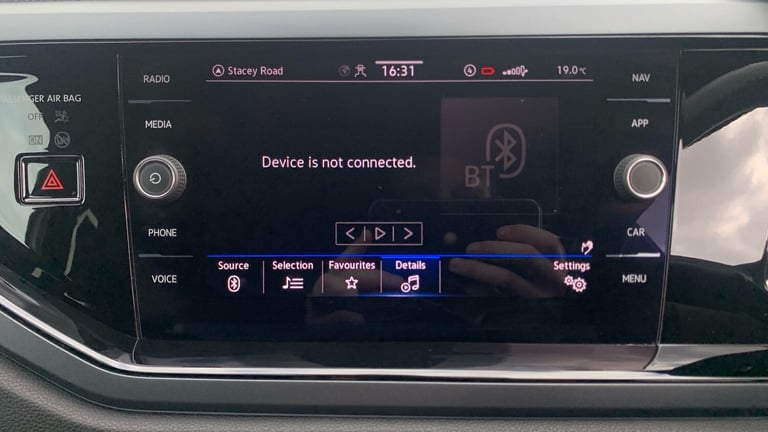 RADIO
MEDIA
PHONE
VOICE
PASSENGER AIR BAG
OFF
ON
Stacey Road
16:31
4
19.0°C
Device is not connected.
BT
Source
Selection
Favourites
Details
Settings
NAV
APP
CAR
MENU